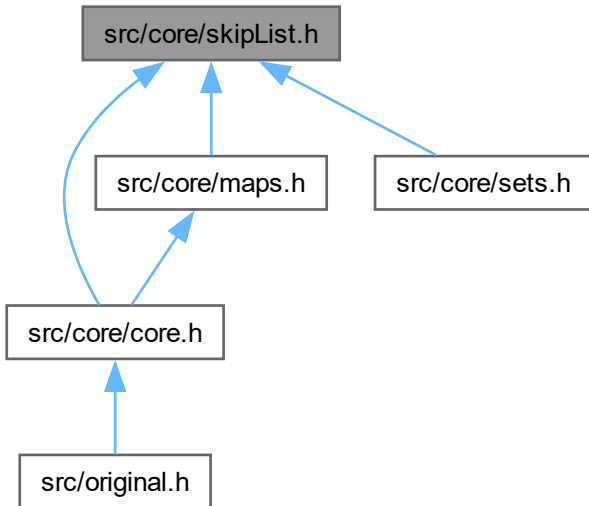 src/core/skipList.h
src/core/maps.h
src/core/sets.h
src/core/core.h
src/original.h